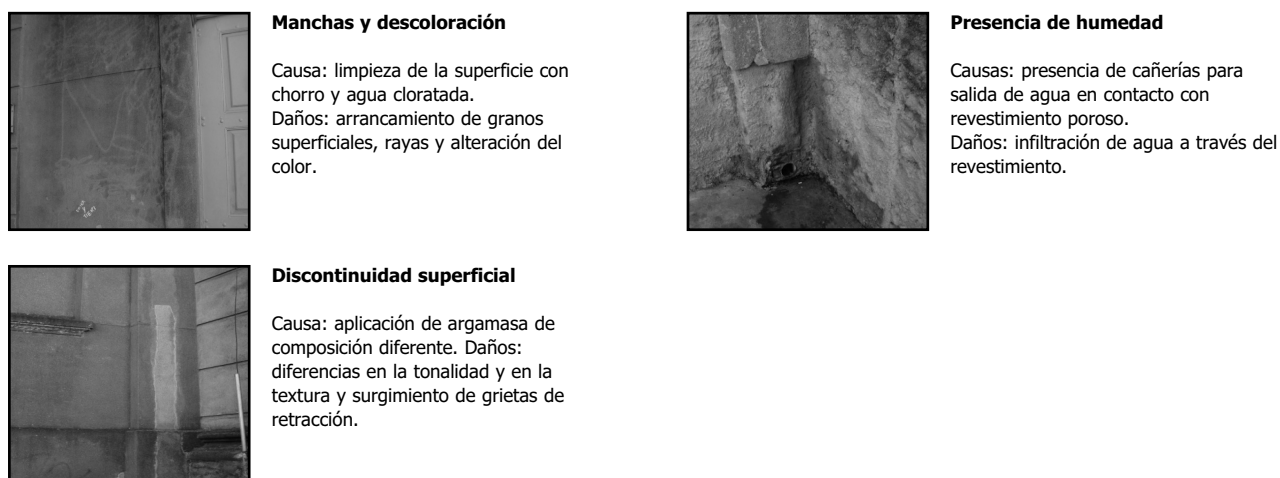 Manchas y descoloración
Causa: limpieza de la superficie con
chorro y agua cloratada.
Daños: arrancamiento de granos
superficiales, rayas y alteración del
color.
Presencia de humedad
Causas: presencia de cañerías para
salida de agua en contacto con
revestimiento poroso.
Daños: infiltración de agua a través del
revestimiento.
Discontinuidad superficial
Causa: aplicación de argamasa de
composición diferente. Daños:
diferencias en la tonalidad y en la
textura y surgimiento de grietas de
retracción.